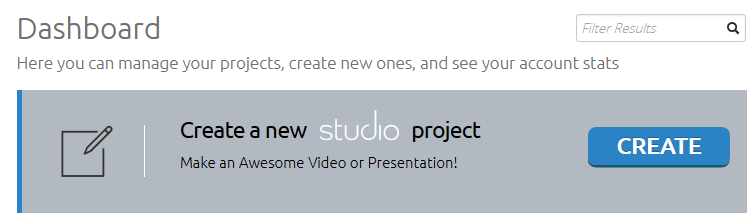 Dashboard
Filter Results
Here you can manage your projects, create new ones, and see your account stats
Create a new studio project
Make an Awesome Video or Presentation!
CREATE